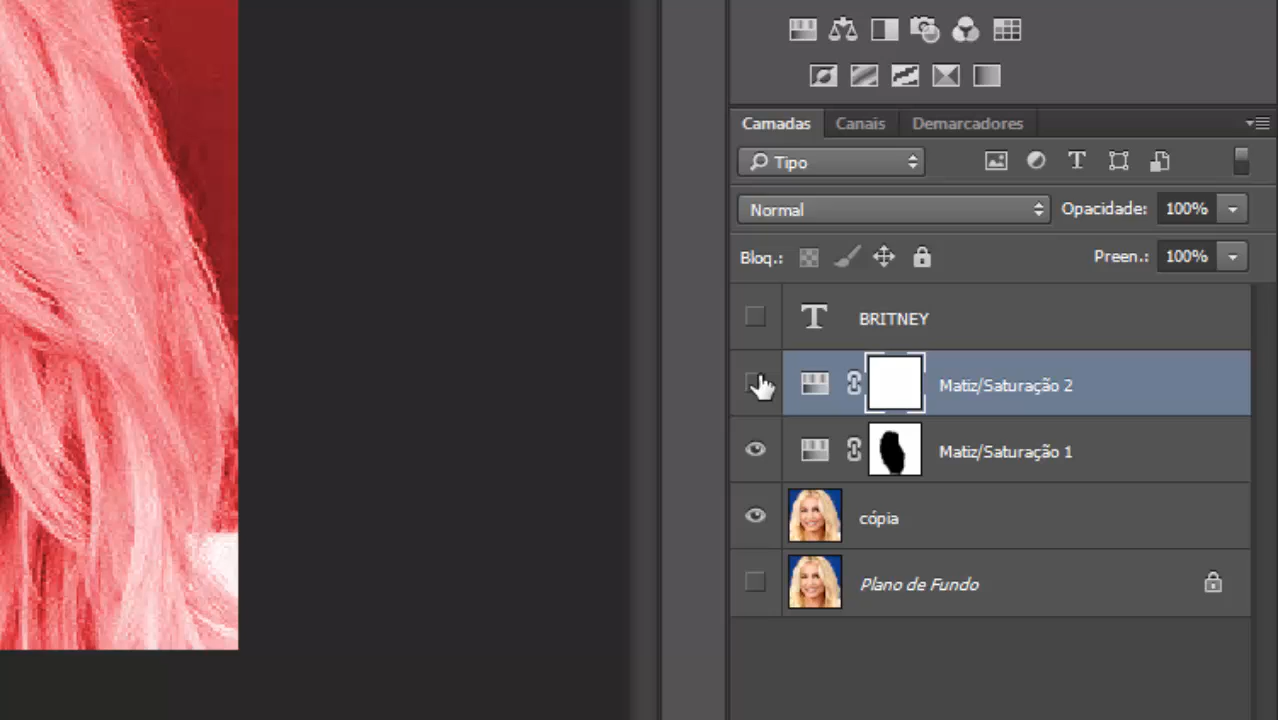 Camadas Canais Demarcadores
Tipo T
Normal Opacidade: 100%
Bloq.: Preen.: 100%
T BRITNEY
Matiz/Saturação 2
Matiz/Saturação 1
cópia
Plano de Fundo